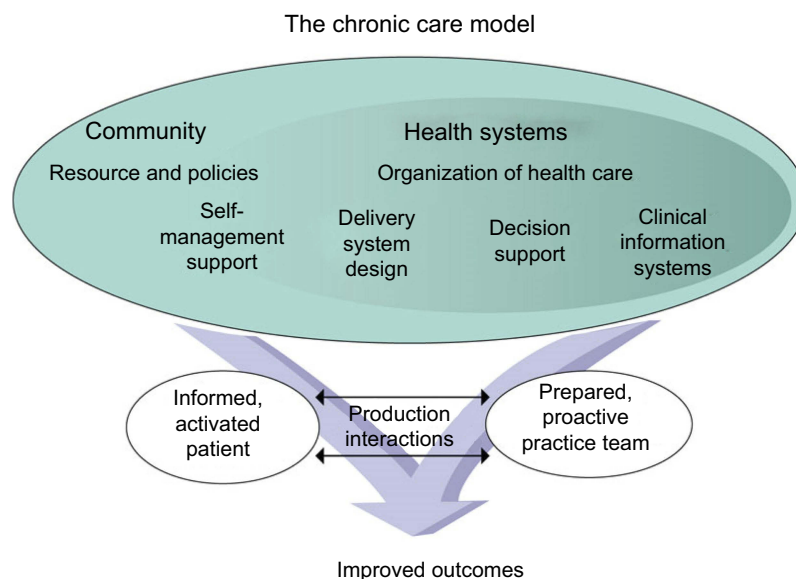 The chronic care model
Community
Health systems
Resource and policies
Organization of health care
Self-
management
support
Delivery
system
design
Decision
support
Clinical
information
systems
Informed,
activated
patient
Production
interactions
Prepared,
proactive
practice team
Improved outcomes